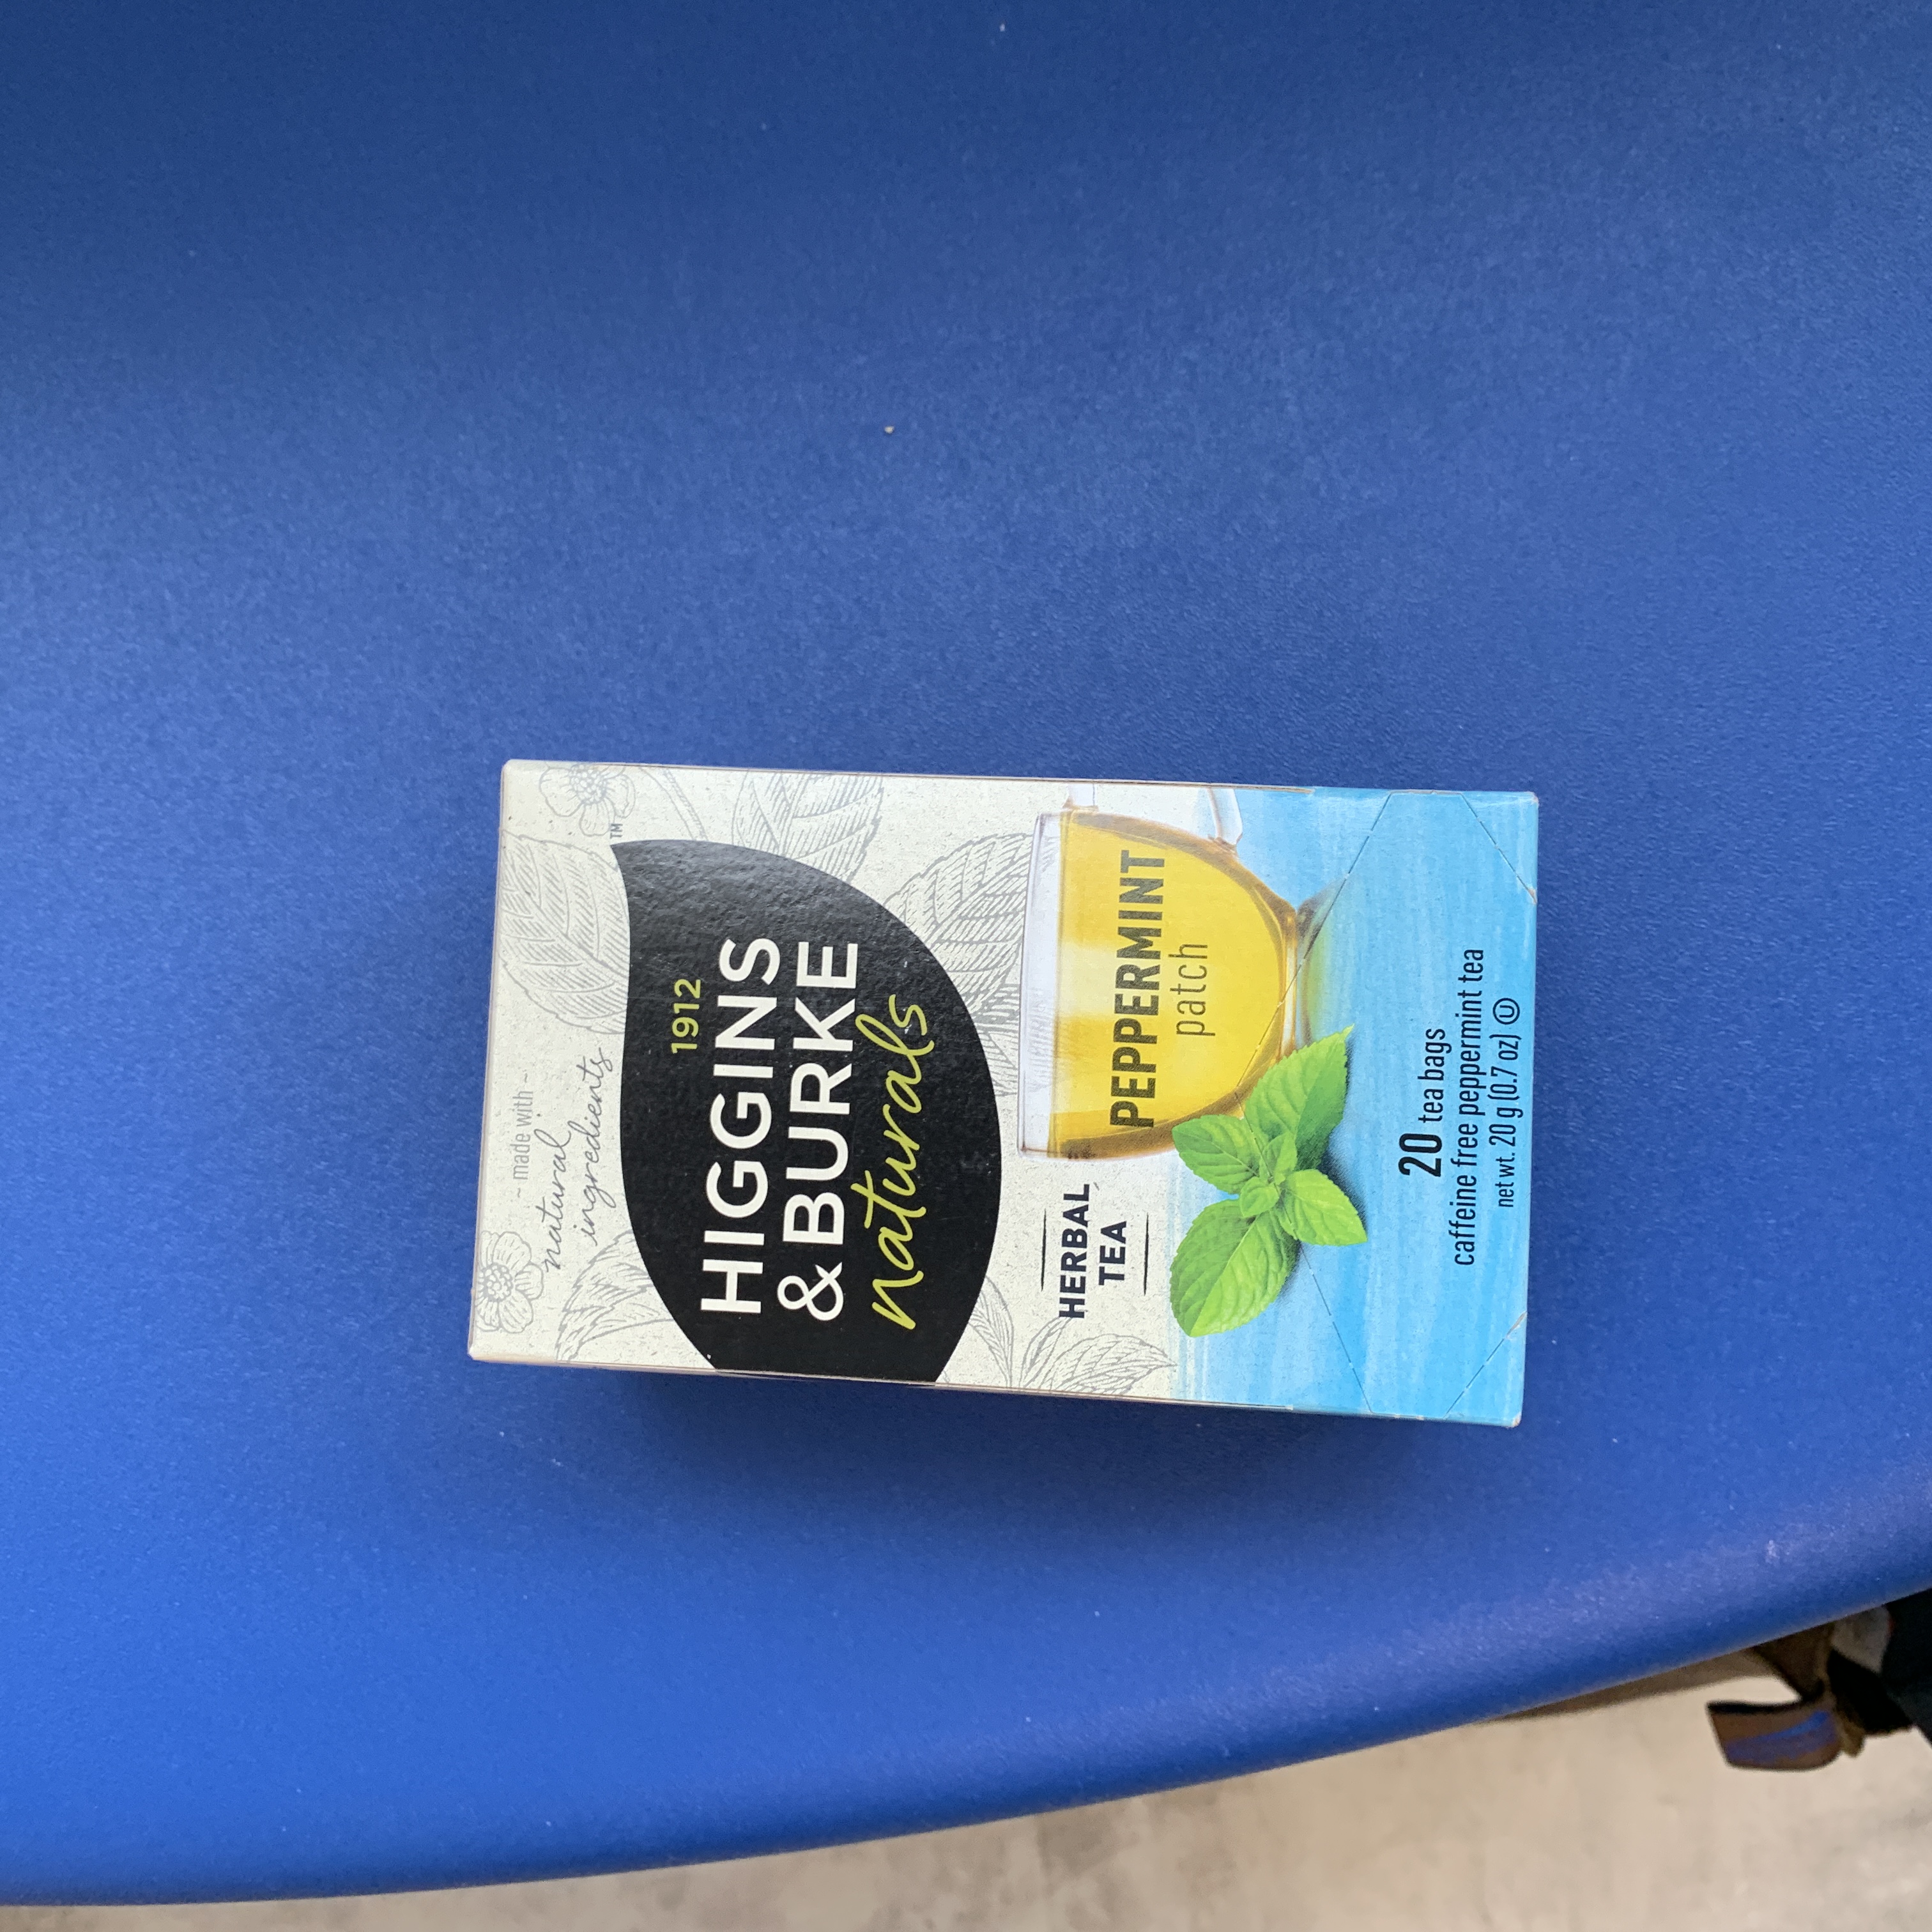 ~ made with ~
natural
ingredients
TM
1912
HIGGINS
& BURKE
naturals
HERBAL
TEA
PEPPERMINT
patch
20 tea bags
caffeine free peppermint tea
net wt. 20 g (0.7 oz) Ⓤ